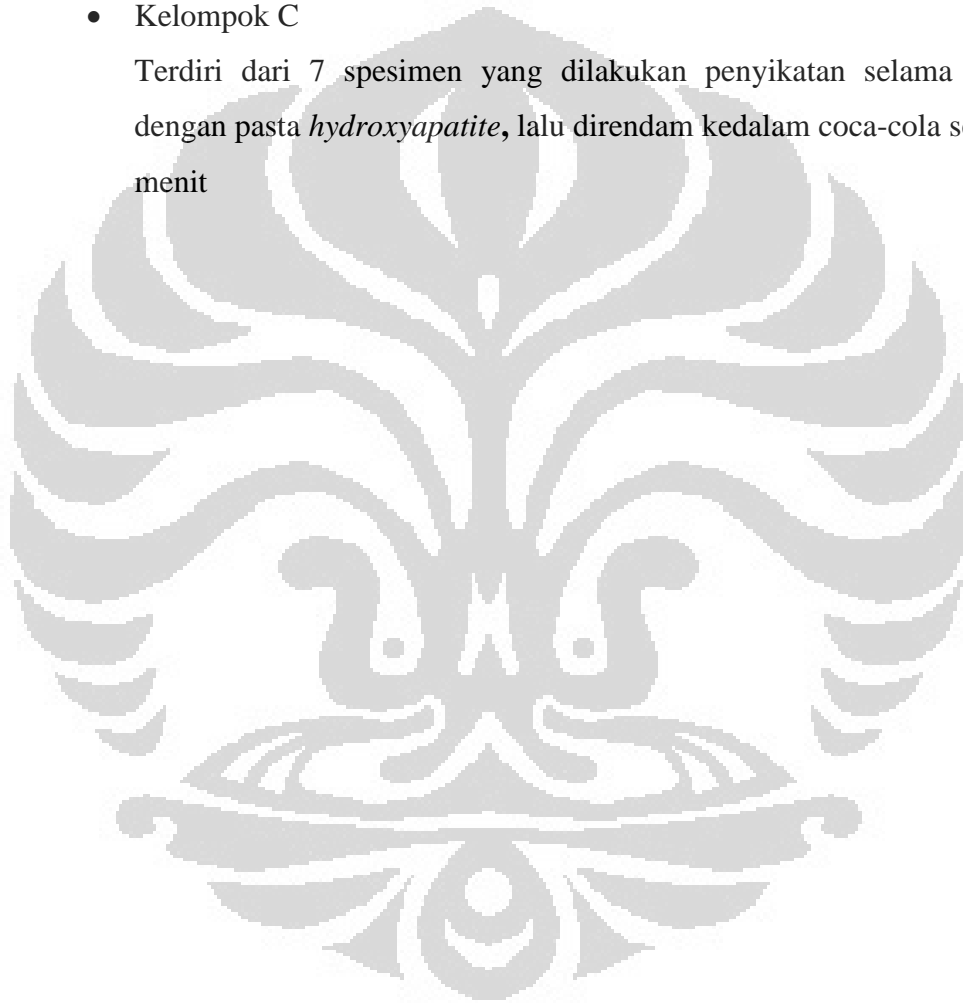 • Kelompok C
Terdiri dari 7 spesimen yang dilakukan penyikatan selama
dengan pasta hydroxyapatite, lalu direndam kedalam coca-cola
menit